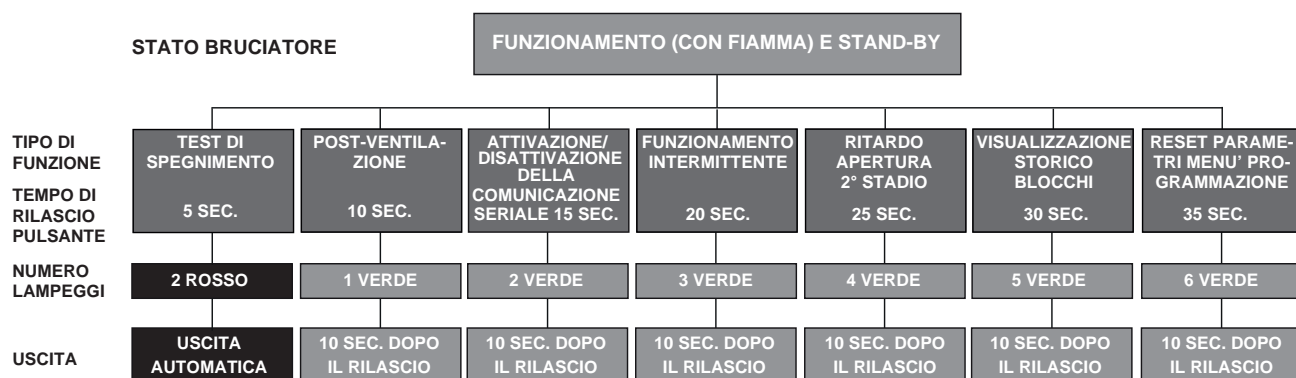 STATO BRUCIATORE
FUNZIONAMENTO (CON FIAMMA) E STAND-BY
TIPO DI
FUNZIONE
TEMPO DI
RILASCIO
PULSANTE
TEST DI
SPEGNIMENTO
5 SEC.
POST-VENTILA-
ZIONE
10 SEC.
ATTIVAZIONE/
DISATTIVAZIONE
DELLA
COMUNICAZIONE
SERIALE 15 SEC.
FUNZIONAMENTO
INTERMITTENTE
20 SEC.
RITARDO
APERTURA
2° STADIO
25 SEC.
VISUALIZZAZIONE
STORICO
BLOCCHI
30 SEC.
RESET PARAME-
TRI MENU’ PRO-
GRAMMAZIONE
35 SEC.
NUMERO
LAMPEGGI
2 ROSSO
1 VERDE
2 VERDE
3 VERDE
4 VERDE
5 VERDE
6 VERDE
USCITA
USCITA
AUTOMATICA
10 SEC. DOPO
IL RILASCIO
10 SEC. DOPO
IL RILASCIO
10 SEC. DOPO
IL RILASCIO
10 SEC. DOPO
IL RILASCIO
10 SEC. DOPO
IL RILASCIO
10 SEC. DOPO
IL RILASCIO